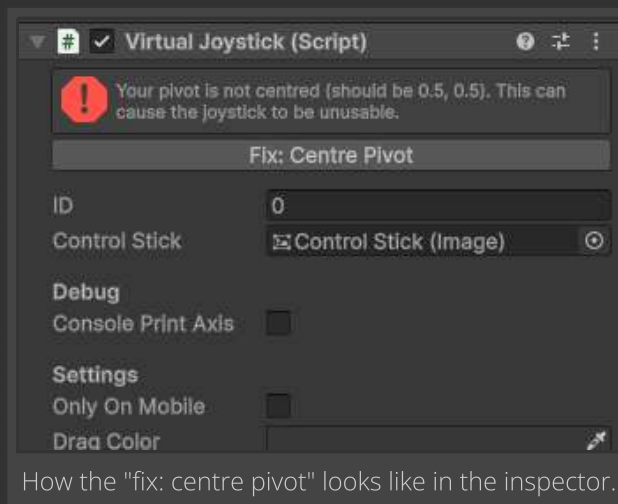 Virtual Joystick (Script)
Your pivot is not centred (should be 0.5, 0.5). This can
cause the joystick to be unusable.
Fix: Centre Pivot
ID 0
Control Stick Control Stick (Image)
Debug
Console Print Axis
Settings
Only On Mobile
Drag Color
How the "fix: centre pivot" looks like in the inspector.